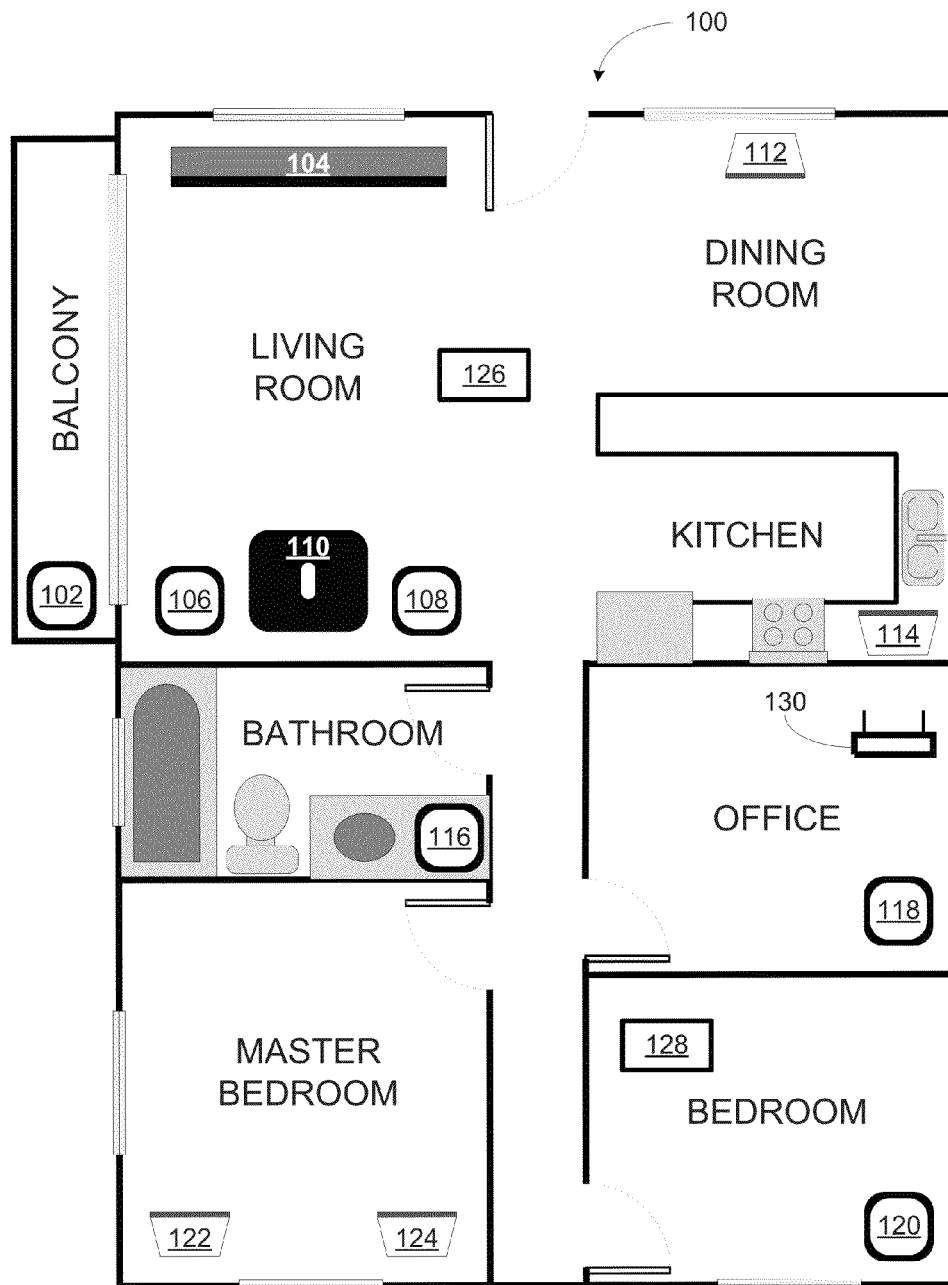 100
104
112
DINING
ROOM
BALCONY
LIVING
ROOM
126
KITCHEN
110
102
106
108
114
130
BATHROOM
OFFICE
116
118
MASTER
BEDROOM
128
BEDROOM
122
124
120